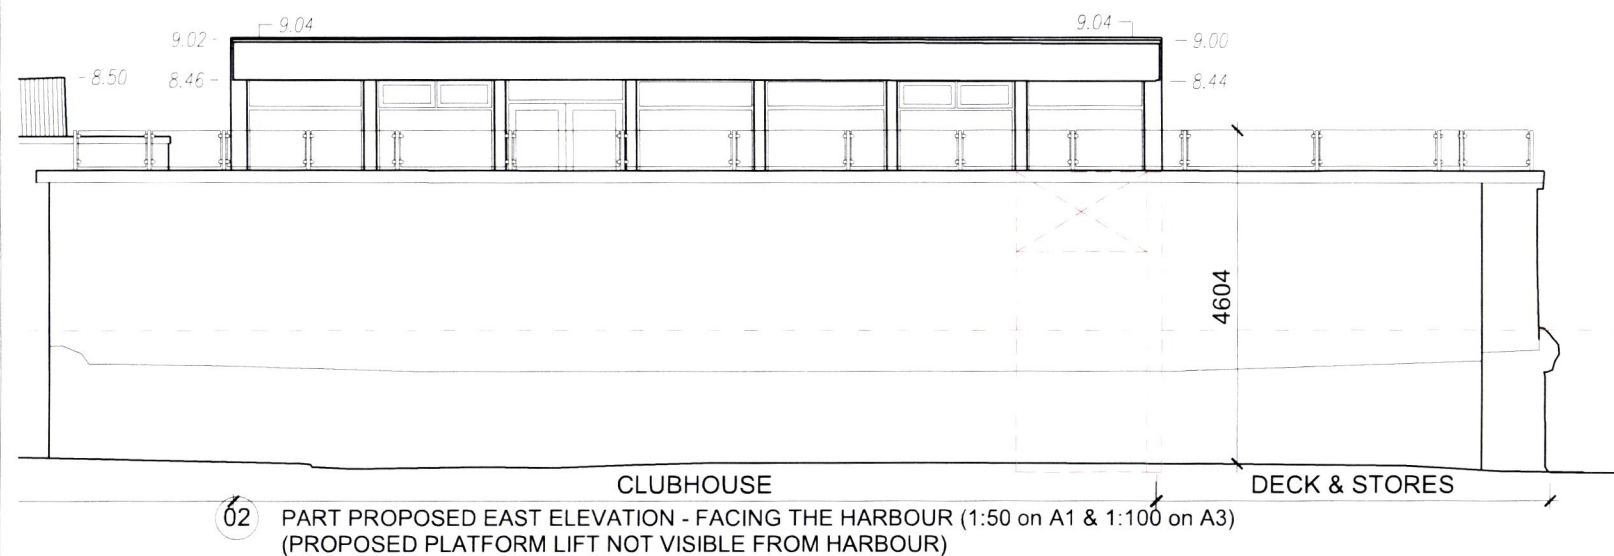 9.04
9.04
9.02
9.00
8.50
8.46
8.44
4604
CLUBHOUSE
DECK & STORES
02
PART PROPOSED EAST ELEVATION - FACING THE HARBOUR (1:50 on A1 & 1:100 on A3)
(PROPOSED PLATFORM LIFT NOT VISIBLE FROM HARBOUR)